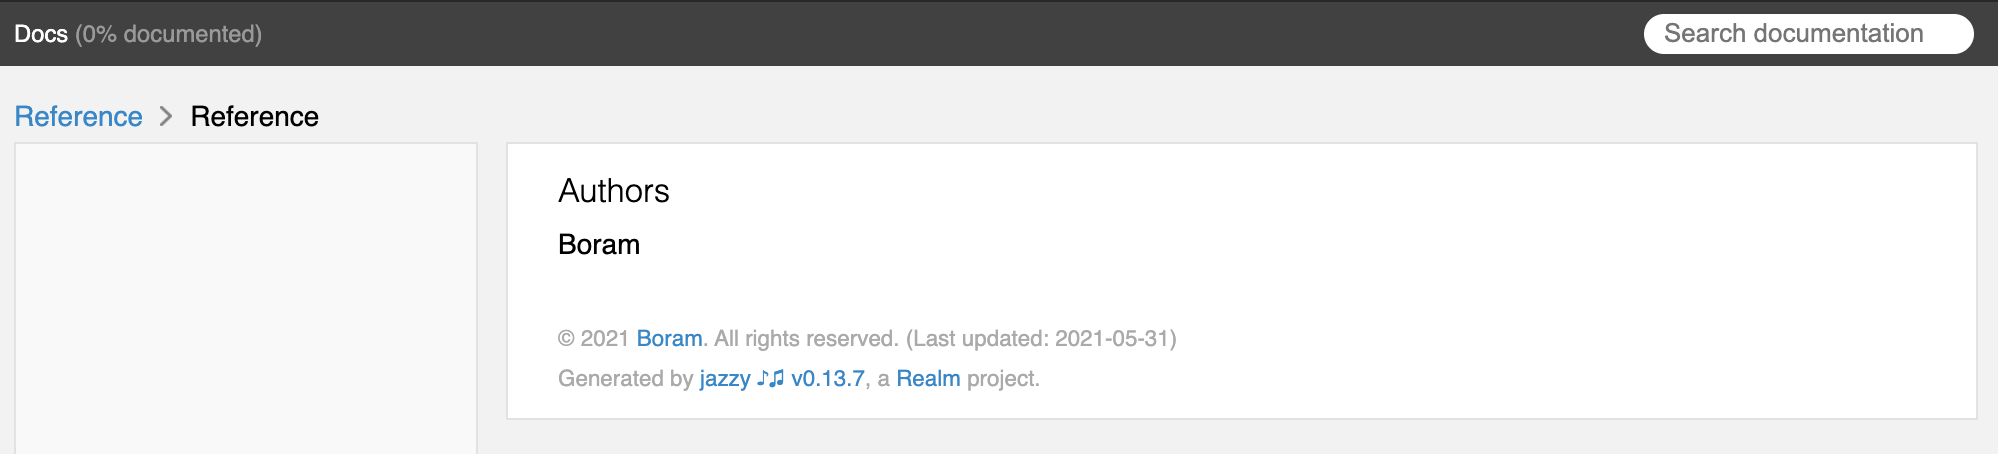 Docs (0% documented)
Search documentation
Reference > Reference
Authors
Boram
© 2021 Boram. All rights reserved. (Last updated: 2021-05-31)
Generated by jazzy ♪♫ v0.13.7, a Realm project.